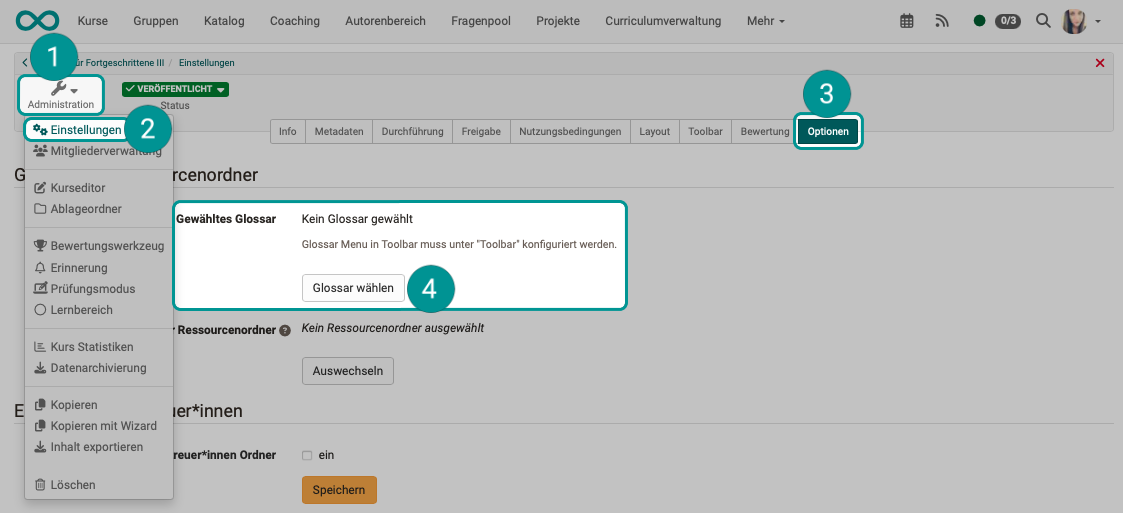 Kurse Gruppen Katalog Coaching Autorenbereich Fragenpool Projekte Curriculumverwaltung Mehr 0/3
1
für Fortgeschrittene III / Einstellungen
VERÖFFENTLICHT
Status
Administration
3
Einstellungen
2
Info Metadaten Durchführung Freigabe Nutzungsbedingungen Layout Toolbar Bewertung Optionen
Mitgliederverwaltung
G rcenordner
Kurseditor
Ablageordner
Gewähltes Glossar Kein Glossar gewählt
Glossar Menu in Toolbar muss unter "Toolbar" konfiguriert werden.
Bewertungswerkzeug
Erinnerung
Prüfungsmodus
Glossar wählen
4
Lernbereich
r Ressourcenordner ? Kein Ressourcenordner ausgewählt
Kurs Statistiken
Datenarchivierung
Auswechseln
Kopieren
E uer*innen
Kopieren mit Wizard
Inhalt exportieren
reuer*innen Ordner ein
Löschen
Speichern